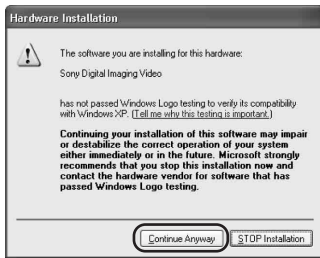 Hardware Installation
The software you are installing for this hardware:
Sony Digital Imaging Video
has not passed Windows Logo testing to verify its compatibility
with Windows XP. (Tell me why this testing is important.)
Continuing your installation of this software may impair
or destabilize the correct operation of your system
either immediately or in the future. Microsoft strongly
recommends that you stop this installation now and
contact the hardware vendor for software that has
passed Windows Logo testing.
Continue Anyway
STOP Installation